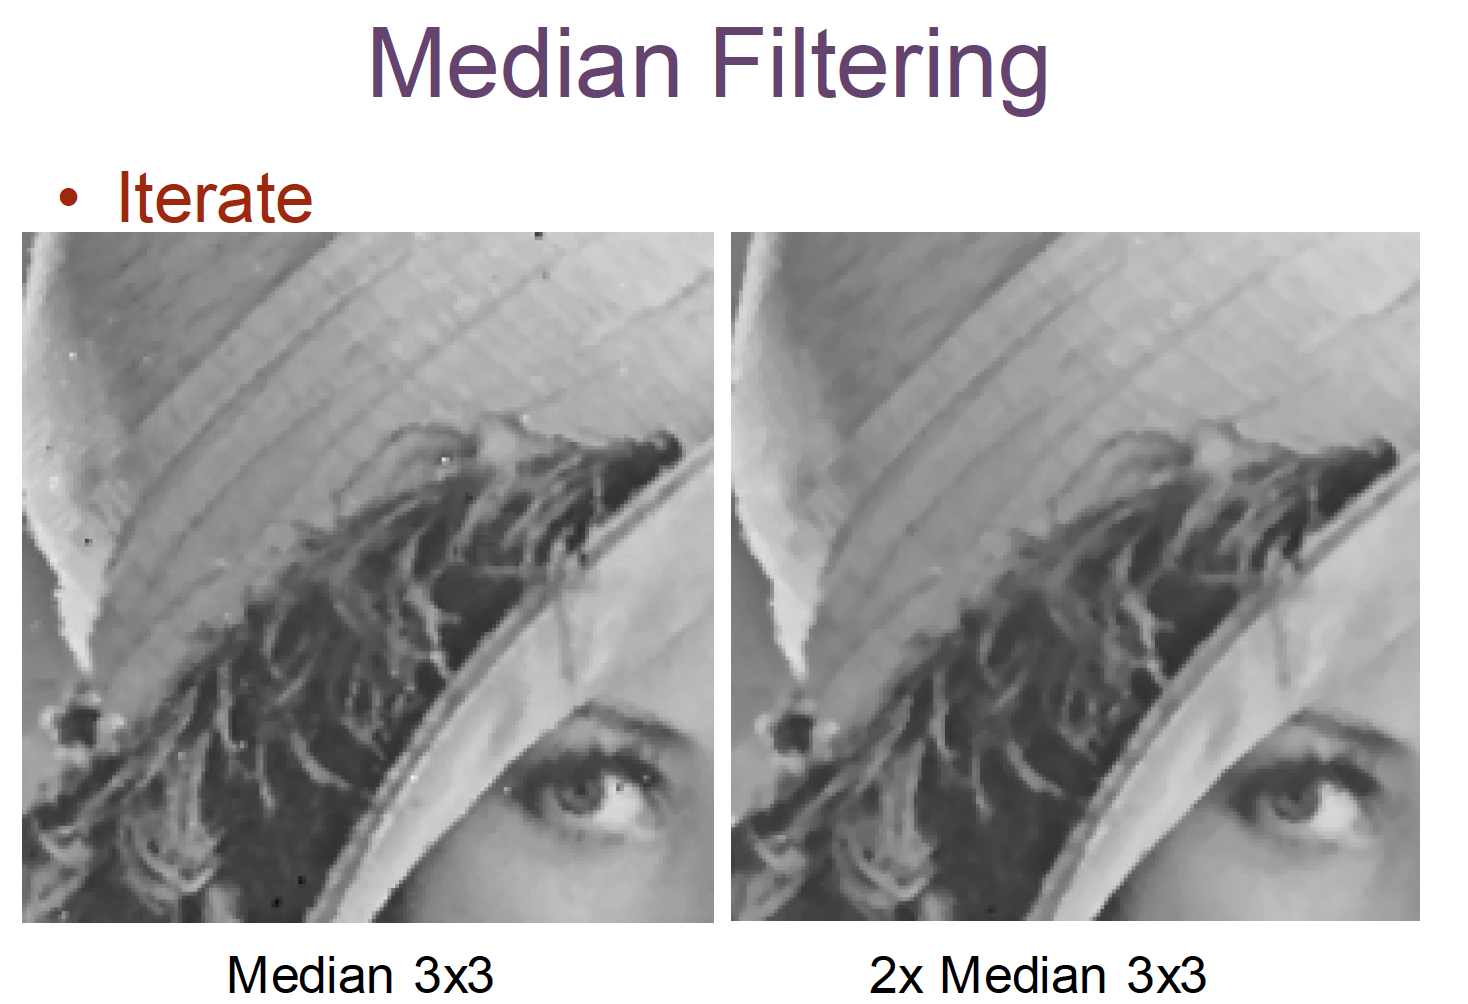 Median Filtering
• Iterate
Median 3x3
2x Median 3x3